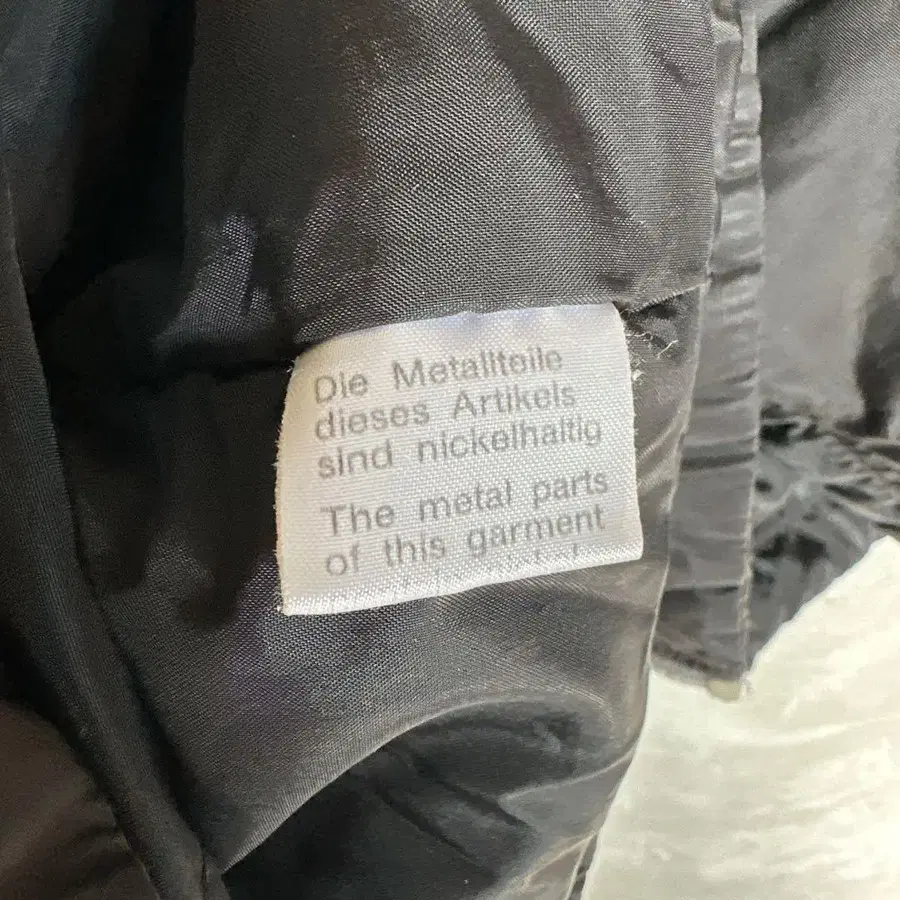 Die Metallteile
dieses Artikels
sind nickelhaltig
The metal parts
of this garment